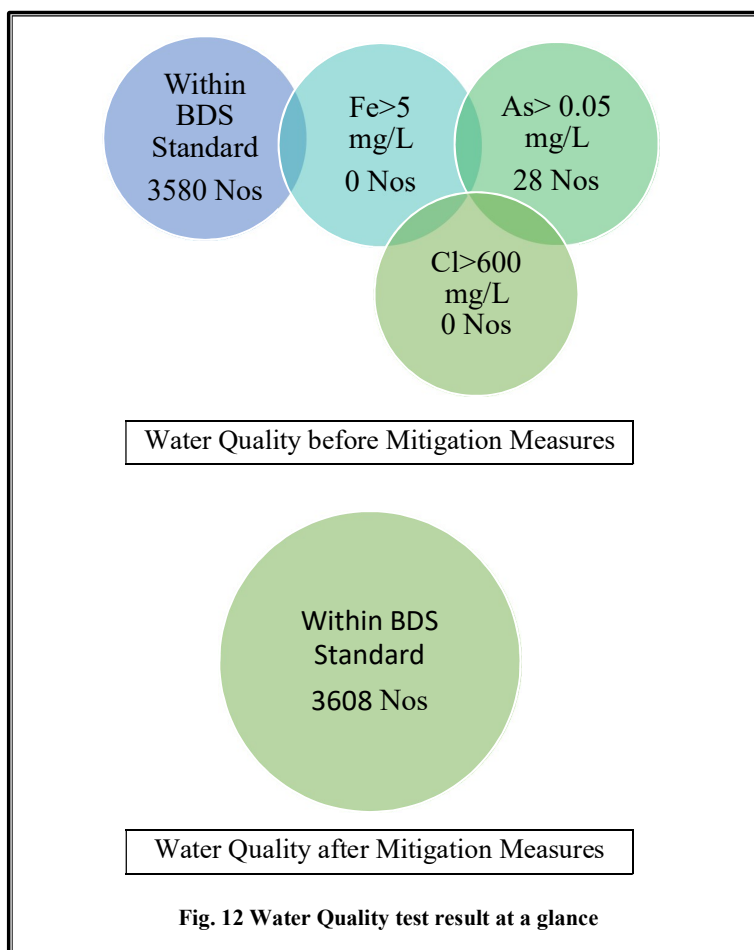 Within
BDS
Standard
3580 Nos
Fe>5
mg/L
0 Nos
As> 0.05
mg/L
28 Nos
Cl>600
mg/L
0 Nos
Water Quality before Mitigation Measures
Within BDS
Standard
3608 Nos
Water Quality after Mitigation Measures
Fig. 12 Water Quality test result at a glance